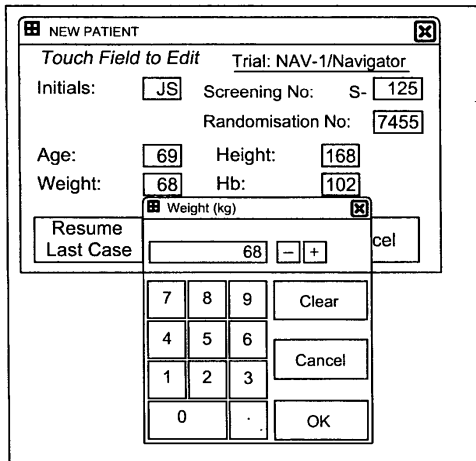 NEW PATIENT
Touch Field to Edit Trial: NAV-1/Navigator
Initials: JS Screening No: S- 125
Randomisation No: 7455
Age: 69 Height: 168
Weight: 68 Hb: 102
Weight (kg)
Resume
Last Case
cel
68 – +
7 8 9 Clear
4 5 6
Cancel
1 2 3
0 . OK